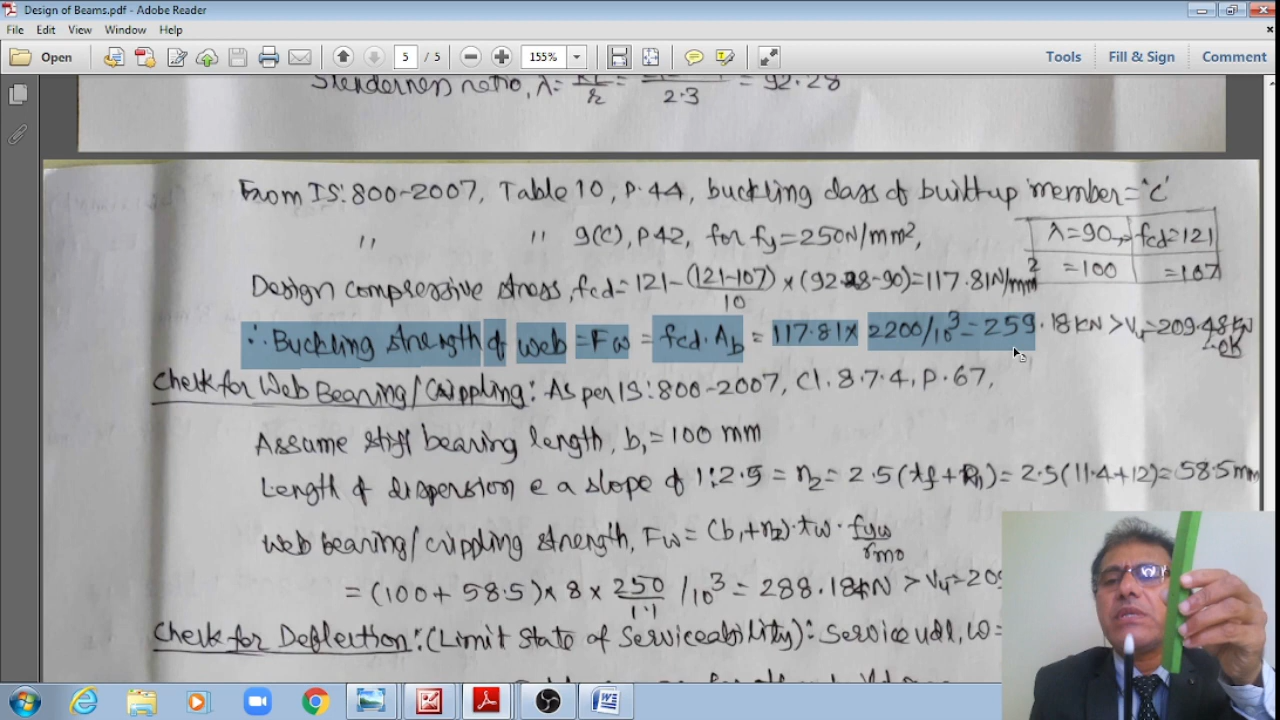 Design of Beams.pdf - Adobe Reader
File Edit View Window Help
Open 5 / 5 155% Tools Fill & Sign Comment
Slenderness ratio, λ = = 2.3 = 92.28
From IS:800-2007, Table 10, P.44, buckling class of builtup member = 'c'
" " 9(c), P.42, for fy = 250N/mm²,
λ=90 fcd=121
=100 =107
Design compressive stress, fcd = 121 - (121-107)/10 × (92.28-90) = 117.81N/mm²
∴ Buckling strength of web = Fw = fcd.Ab = 117.81 × 2200/10³ = 259.18 KN > Vu = 209.48 KN
-OK
Check for Web Bearing/Crippling: As per IS:800-2007, Cl. 8.7.4, P.67,
Assume stiff bearing length, b₁ = 100 mm
Length of dispersion @ a slope of 1:2.5 = n₂ = 2.5(tf+R₁) = 2.5(11.4+12) = 58.5mm
Web bearing/crippling strength, Fw = (b₁+n₂).tw.fyw/γmo
= (100+58.5) × 8 × 250/1.1 /10³ = 288.18KN > Vu=209
Check for Deflection: (Limit State of Serviceability): Service udl, w =